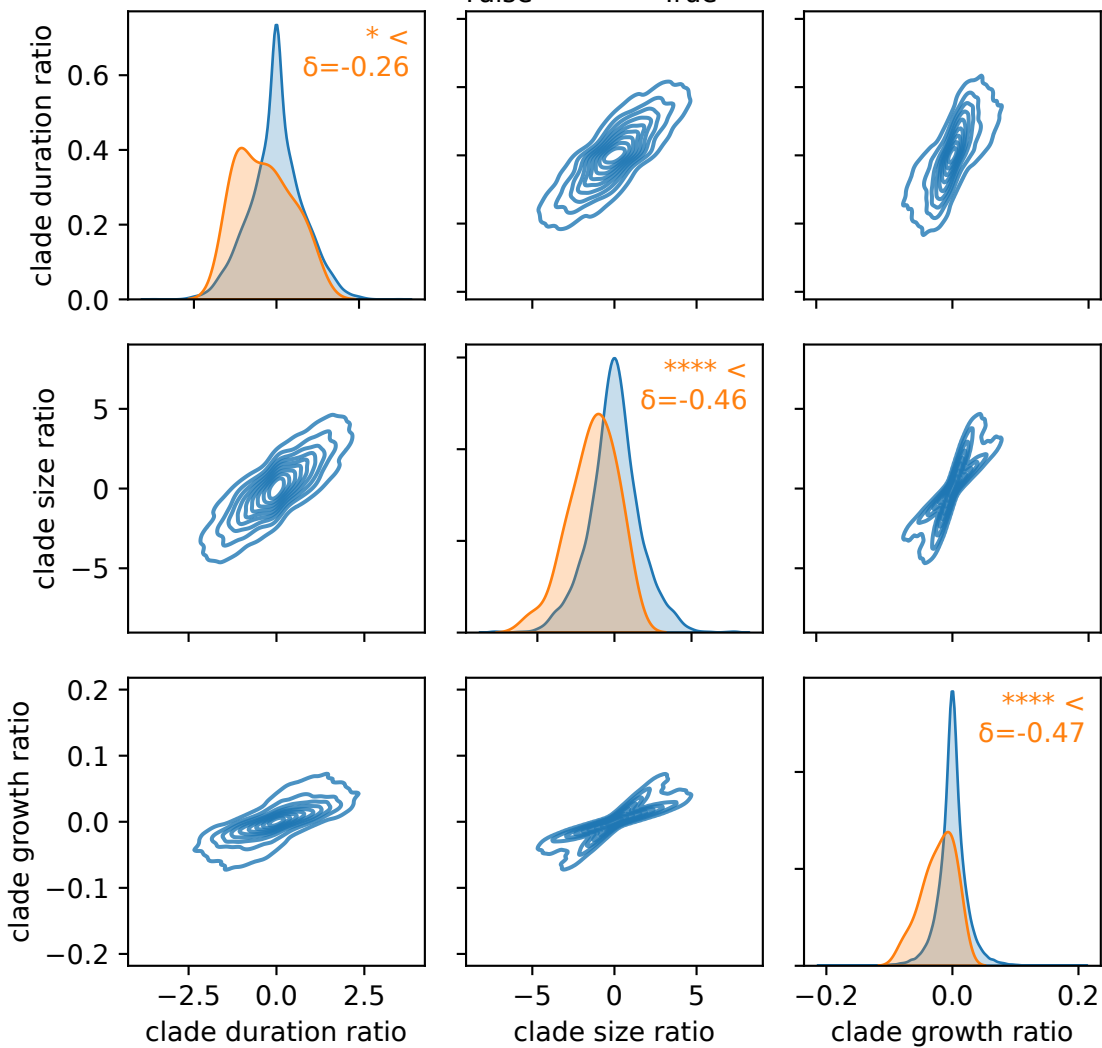 clade duration ratio
0.6
0.4
0.2
0.0
* <
δ=-0.26
clade size ratio
5
0
−5
**** <
δ=-0.46
clade growth ratio
0.2
0.1
0.0
−0.1
−0.2
**** <
δ=-0.47
−2.5 0.0 2.5
−5 0 5
−0.2 0.0 0.2
clade duration ratio
clade size ratio
clade growth ratio